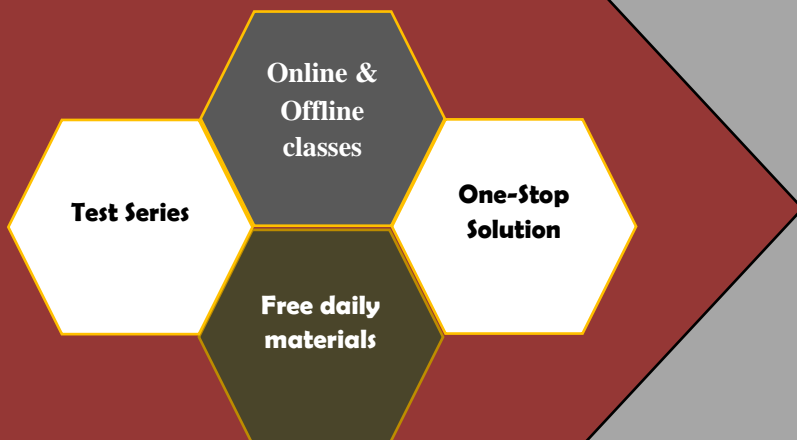 Online &
Offline
classes
Test Series
One-Stop
Solution
Free daily
materials